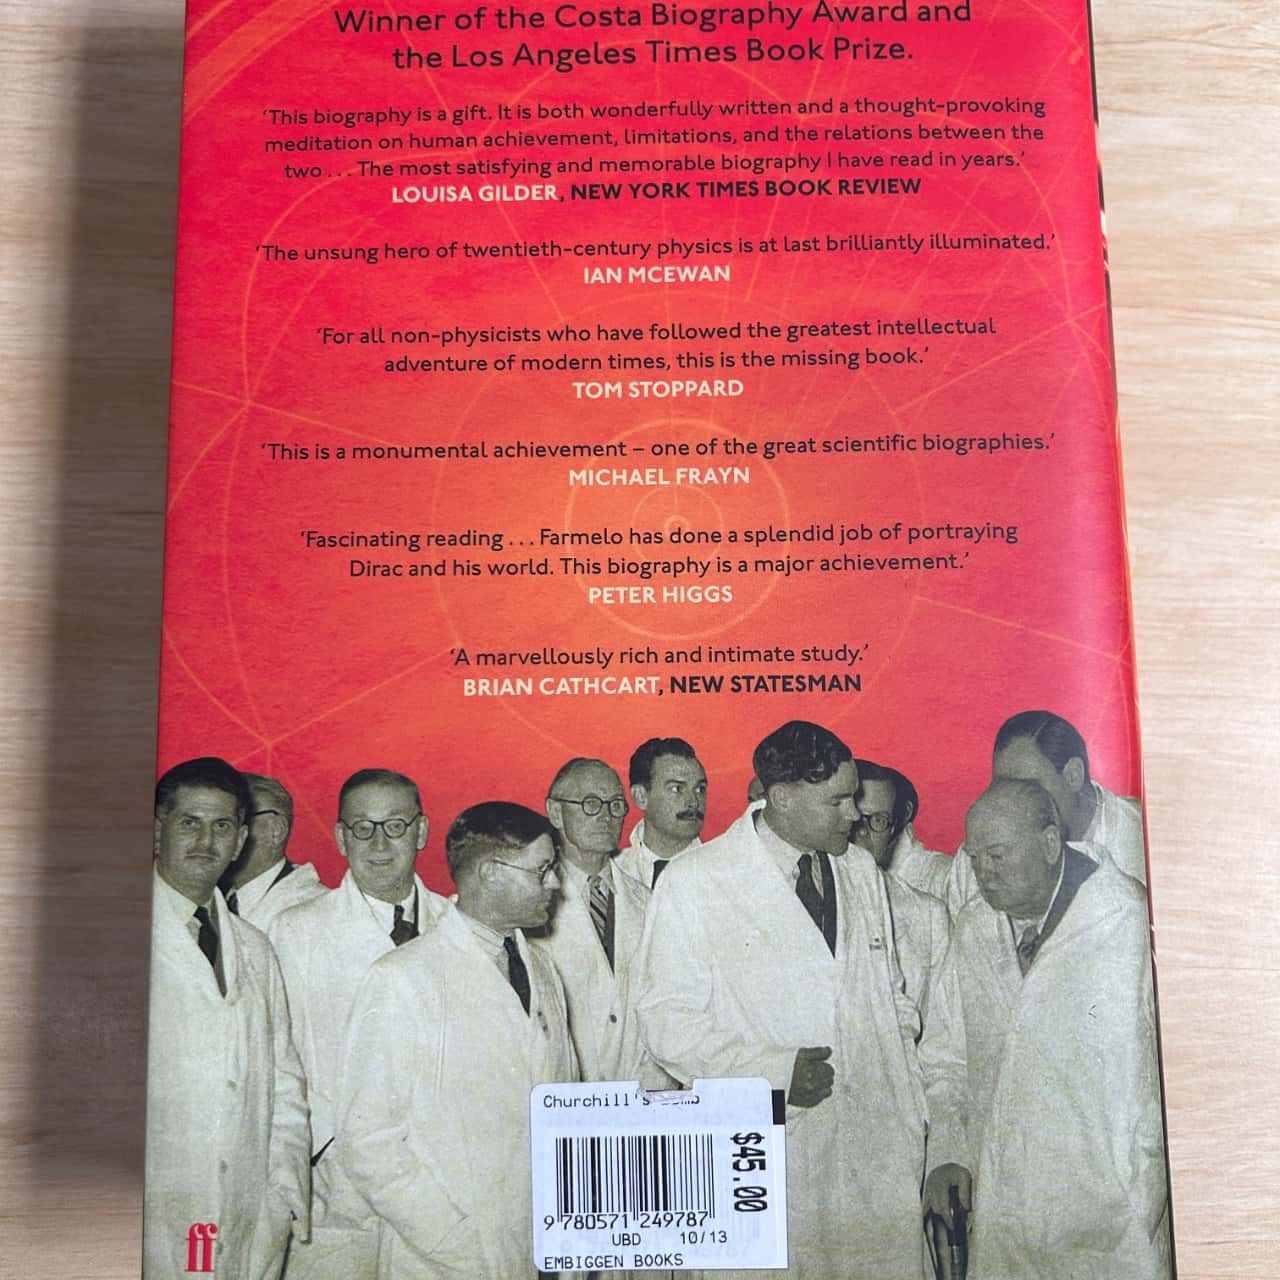 Winner of the Costa Biography Award and
the Los Angeles Times Book Prize.
‘This biography is a gift. It is both wonderfully written and a thought-provoking
meditation on human achievement, limitations, and the relations between the
two . . . The most satisfying and memorable biography I have read in years.’
LOUISA GILDER, NEW YORK TIMES BOOK REVIEW
‘The unsung hero of twentieth-century physics is at last brilliantly illuminated.’
IAN MCEWAN
‘For all non-physicists who have followed the greatest intellectual
adventure of modern times, this is the missing book.’
TOM STOPPARD
‘This is a monumental achievement – one of the great scientific biographies.’
MICHAEL FRAYN
‘Fascinating reading . . . Farmelo has done a splendid job of portraying
Dirac and his world. This biography is a major achievement.’
PETER HIGGS
‘A marvellously rich and intimate study.’
BRIAN CATHCART, NEW STATESMAN
ff
Churchill's
$45.00
9 780571 249787
UBD 10/13
EMBIGGEN BOOKS